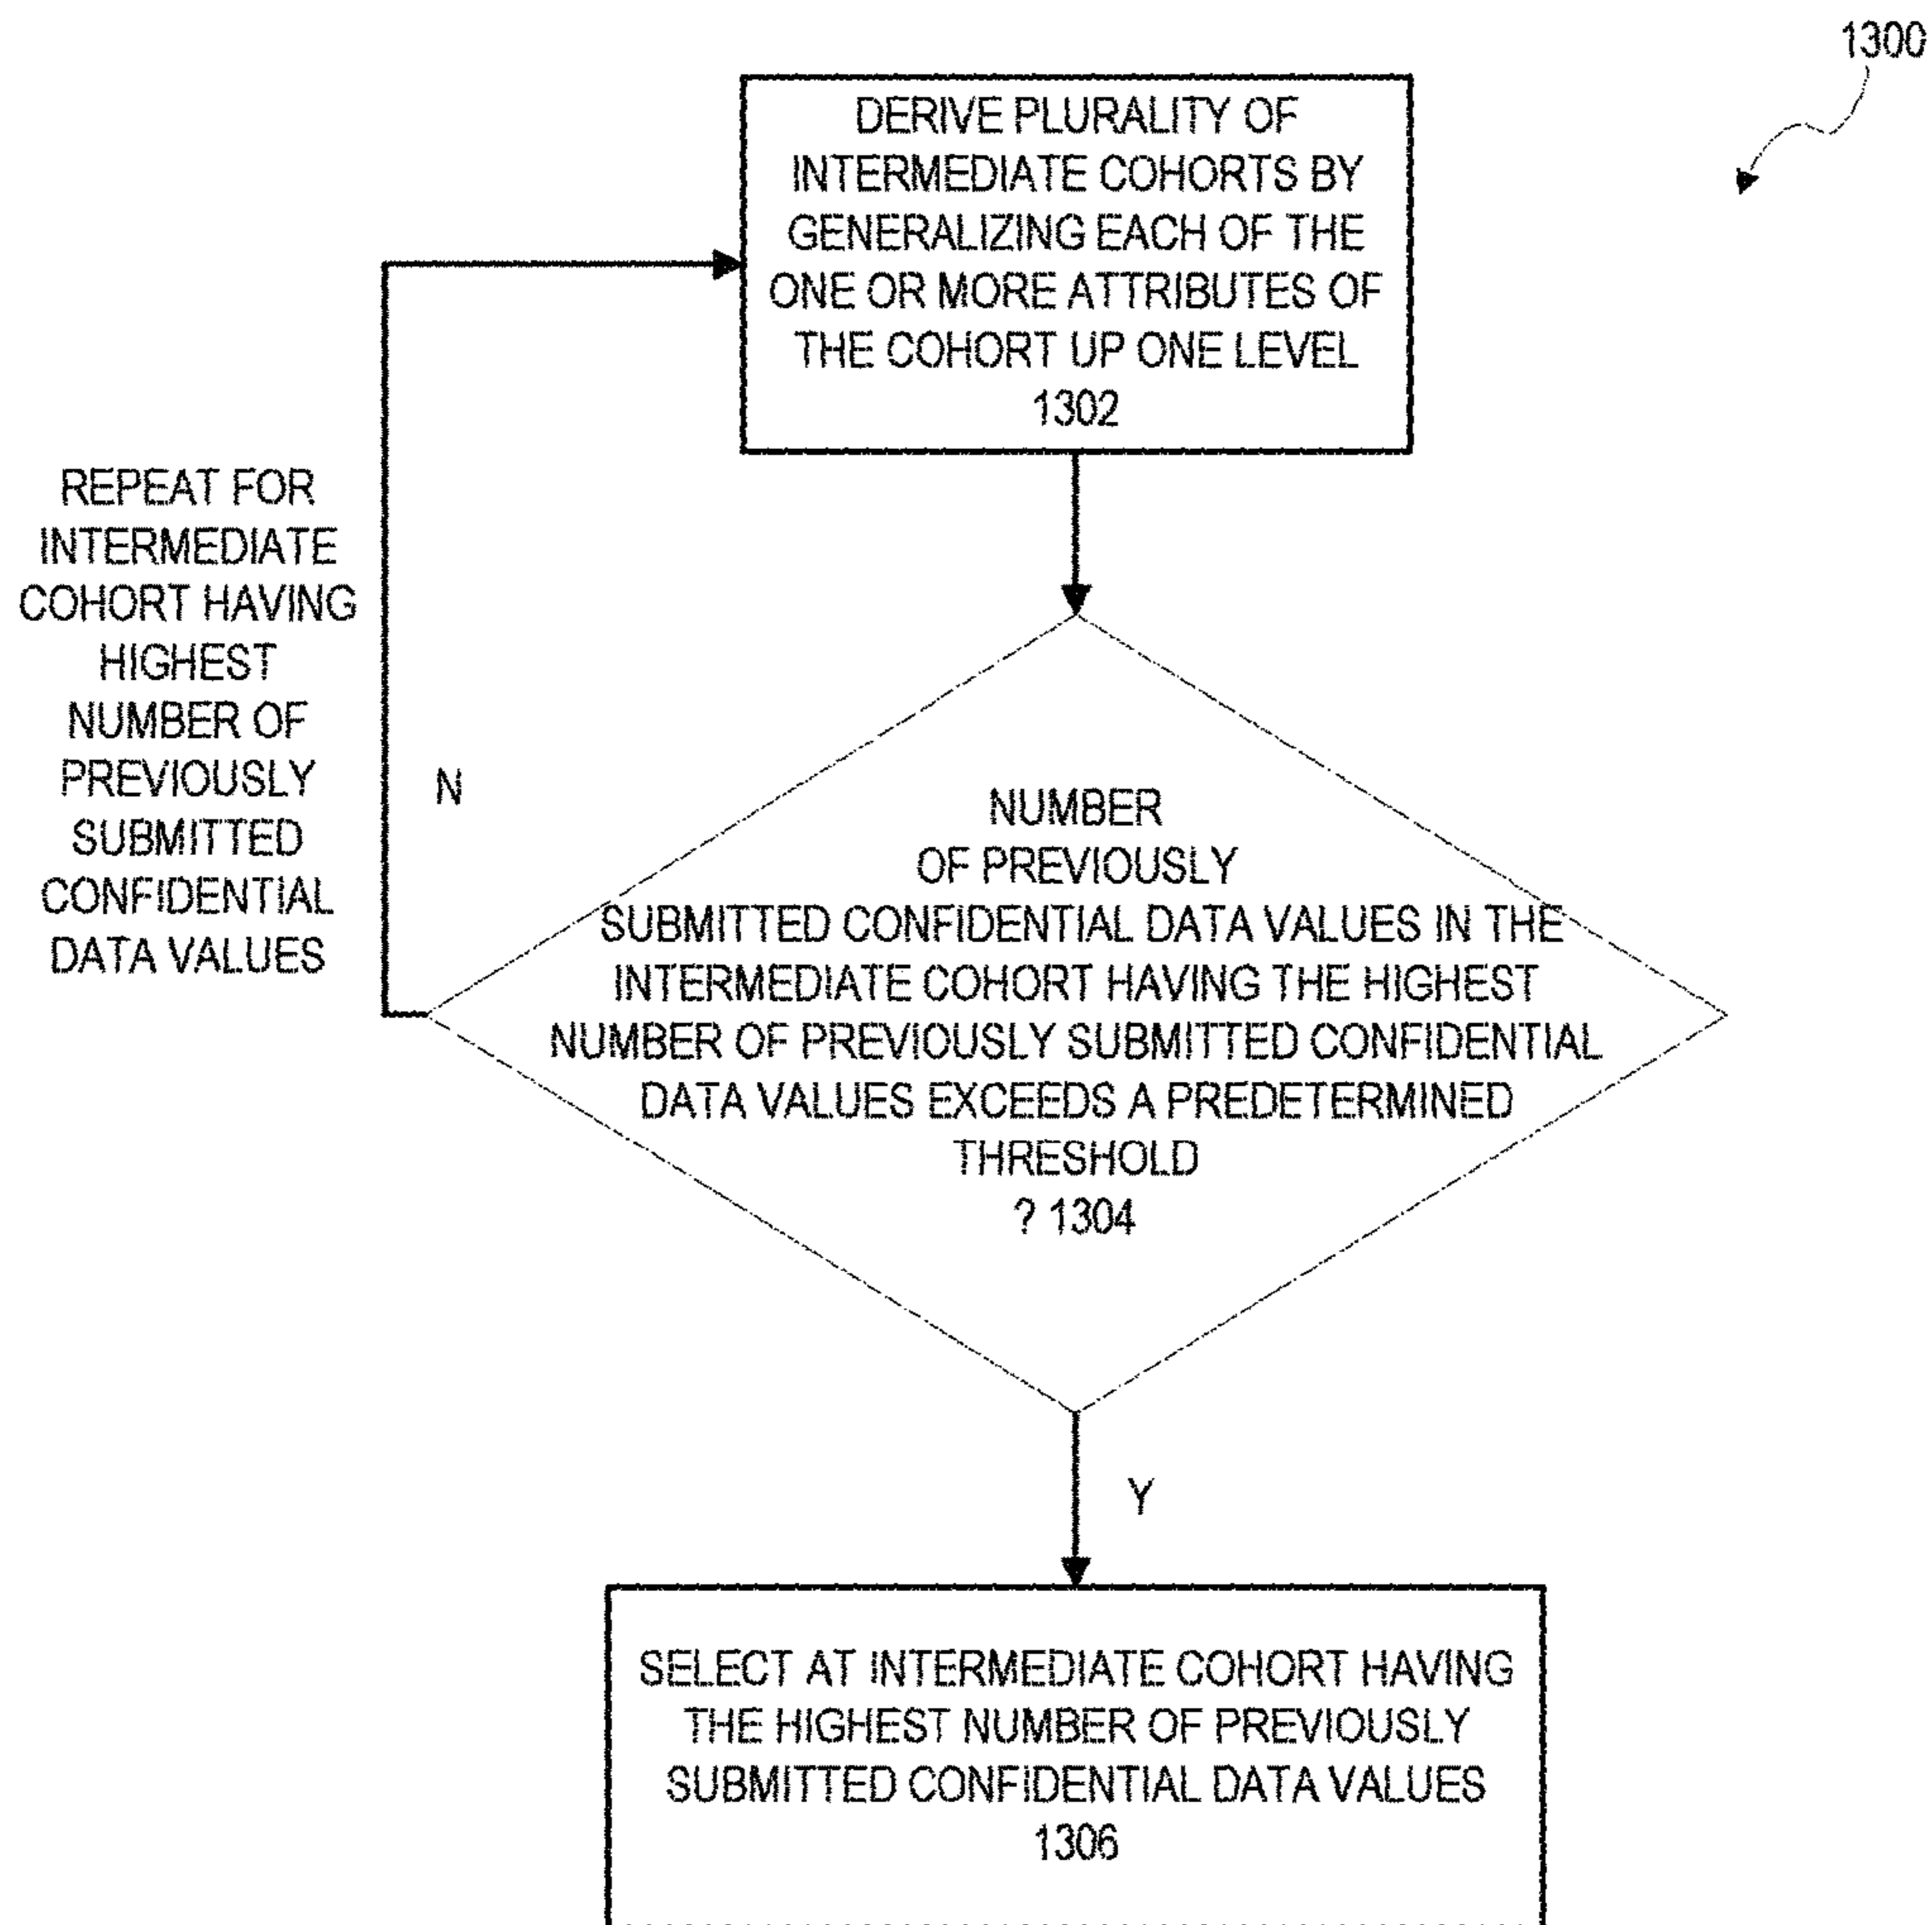 1300
DERIVE PLURALITY OF
INTERMEDIATE COHORTS BY
GENERALIZING EACH OF THE
ONE OR MORE ATTRIBUTES OF
THE COHORT UP ONE LEVEL
1302
REPEAT FOR
INTERMEDIATE
COHORT HAVING
HIGHEST
NUMBER OF
PREVIOUSLY
SUBMITTED
CONFIDENTIAL
DATA VALUES
N
NUMBER
OF PREVIOUSLY
SUBMITTED CONFIDENTIAL DATA VALUES IN THE
INTERMEDIATE COHORT HAVING THE HIGHEST
NUMBER OF PREVIOUSLY SUBMITTED CONFIDENTIAL
DATA VALUES EXCEEDS A PREDETERMINED
THRESHOLD
? 1304
Y
SELECT AT INTERMEDIATE COHORT HAVING
THE HIGHEST NUMBER OF PREVIOUSLY
SUBMITTED CONFIDENTIAL DATA VALUES
1306